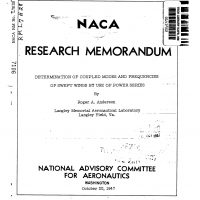 NACA
RESEARCH MEMORANDUM
DETERMINATION OF COUPLED MODES AND FREQUENCIES
OF SWEPT WINGS BY USE OF POWER SERIES
By
Roger A. Anderson
Langley Memorial Aeronautical Laboratory
Langley Field, Va.
NATIONAL ADVISORY COMMITTEE
FOR AERONAUTICS
WASHINGTON
October 22, 1947